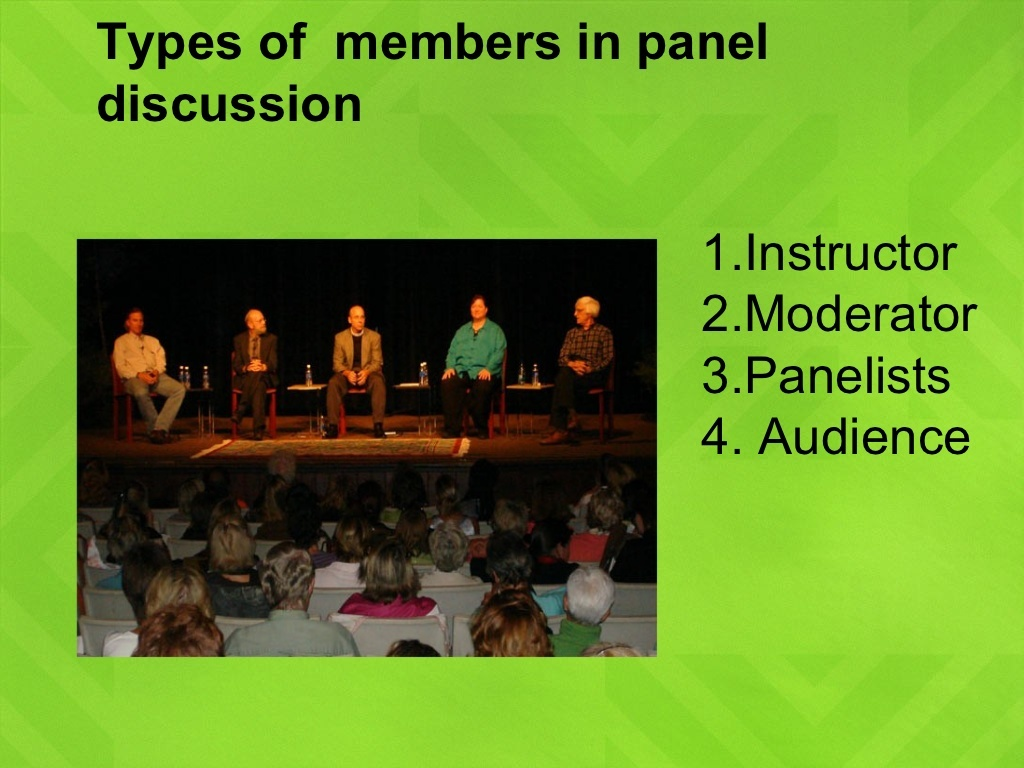 Types of  members in panel
discussion
1.Instructor
2.Moderator
3.Panelists
4. Audience